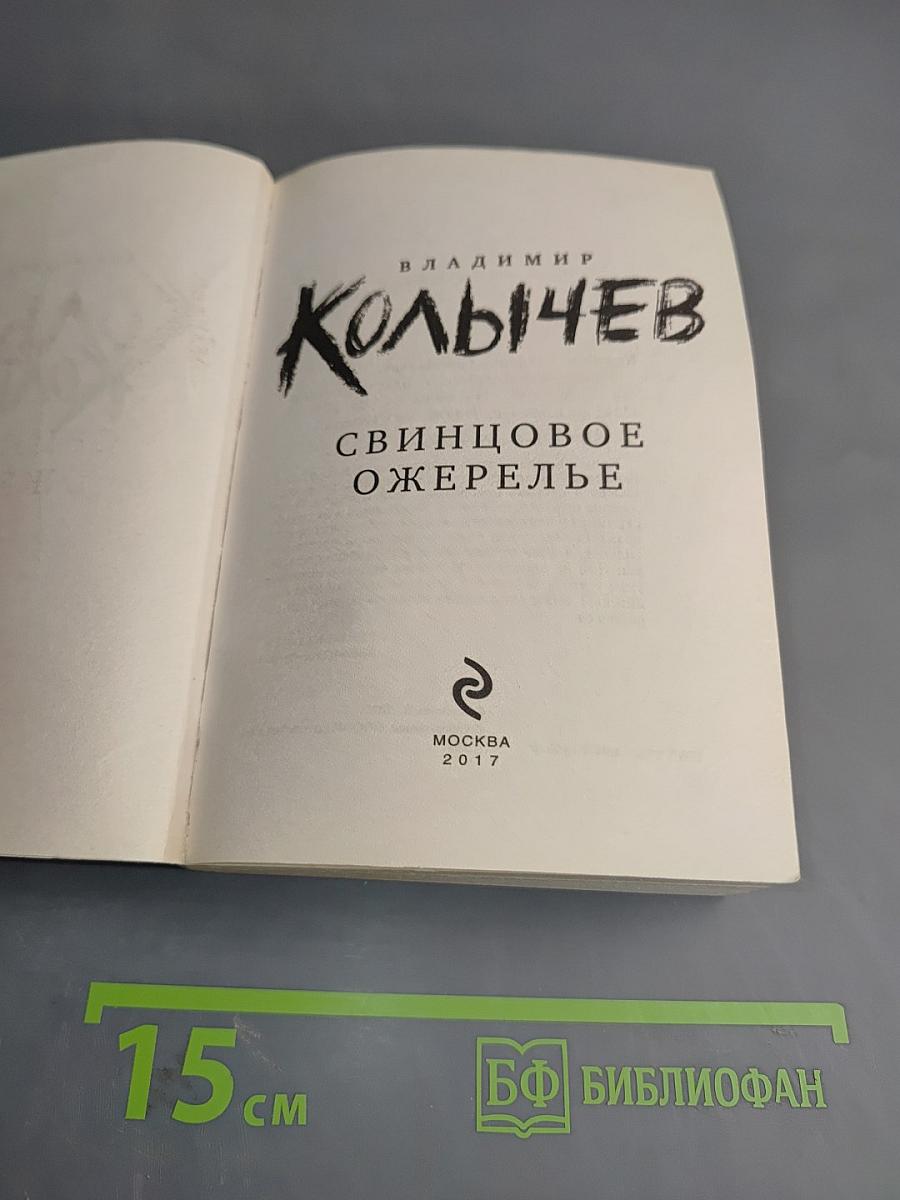 ВЛАДИМИР
КОЛЫЧЕВ
СВИНЦОВОЕ
ОЖЕРЕЛЬЕ
МОСКВА
2017
15 см
БФ БИБЛИОФАН